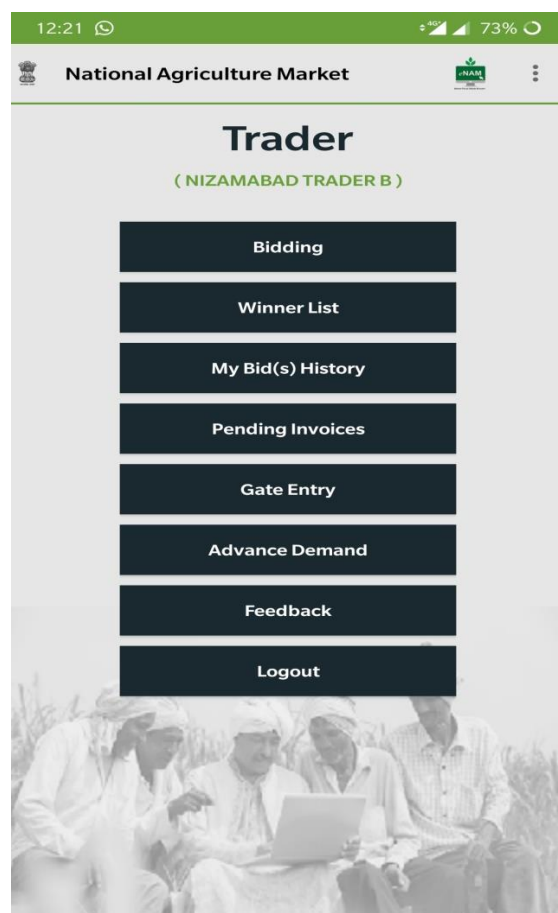 12:21 4G 73%
National Agriculture Market eNAM
Trader
( NIZAMABAD TRADER B )
Bidding
Winner List
My Bid(s) History
Pending Invoices
Gate Entry
Advance Demand
Feedback
Logout